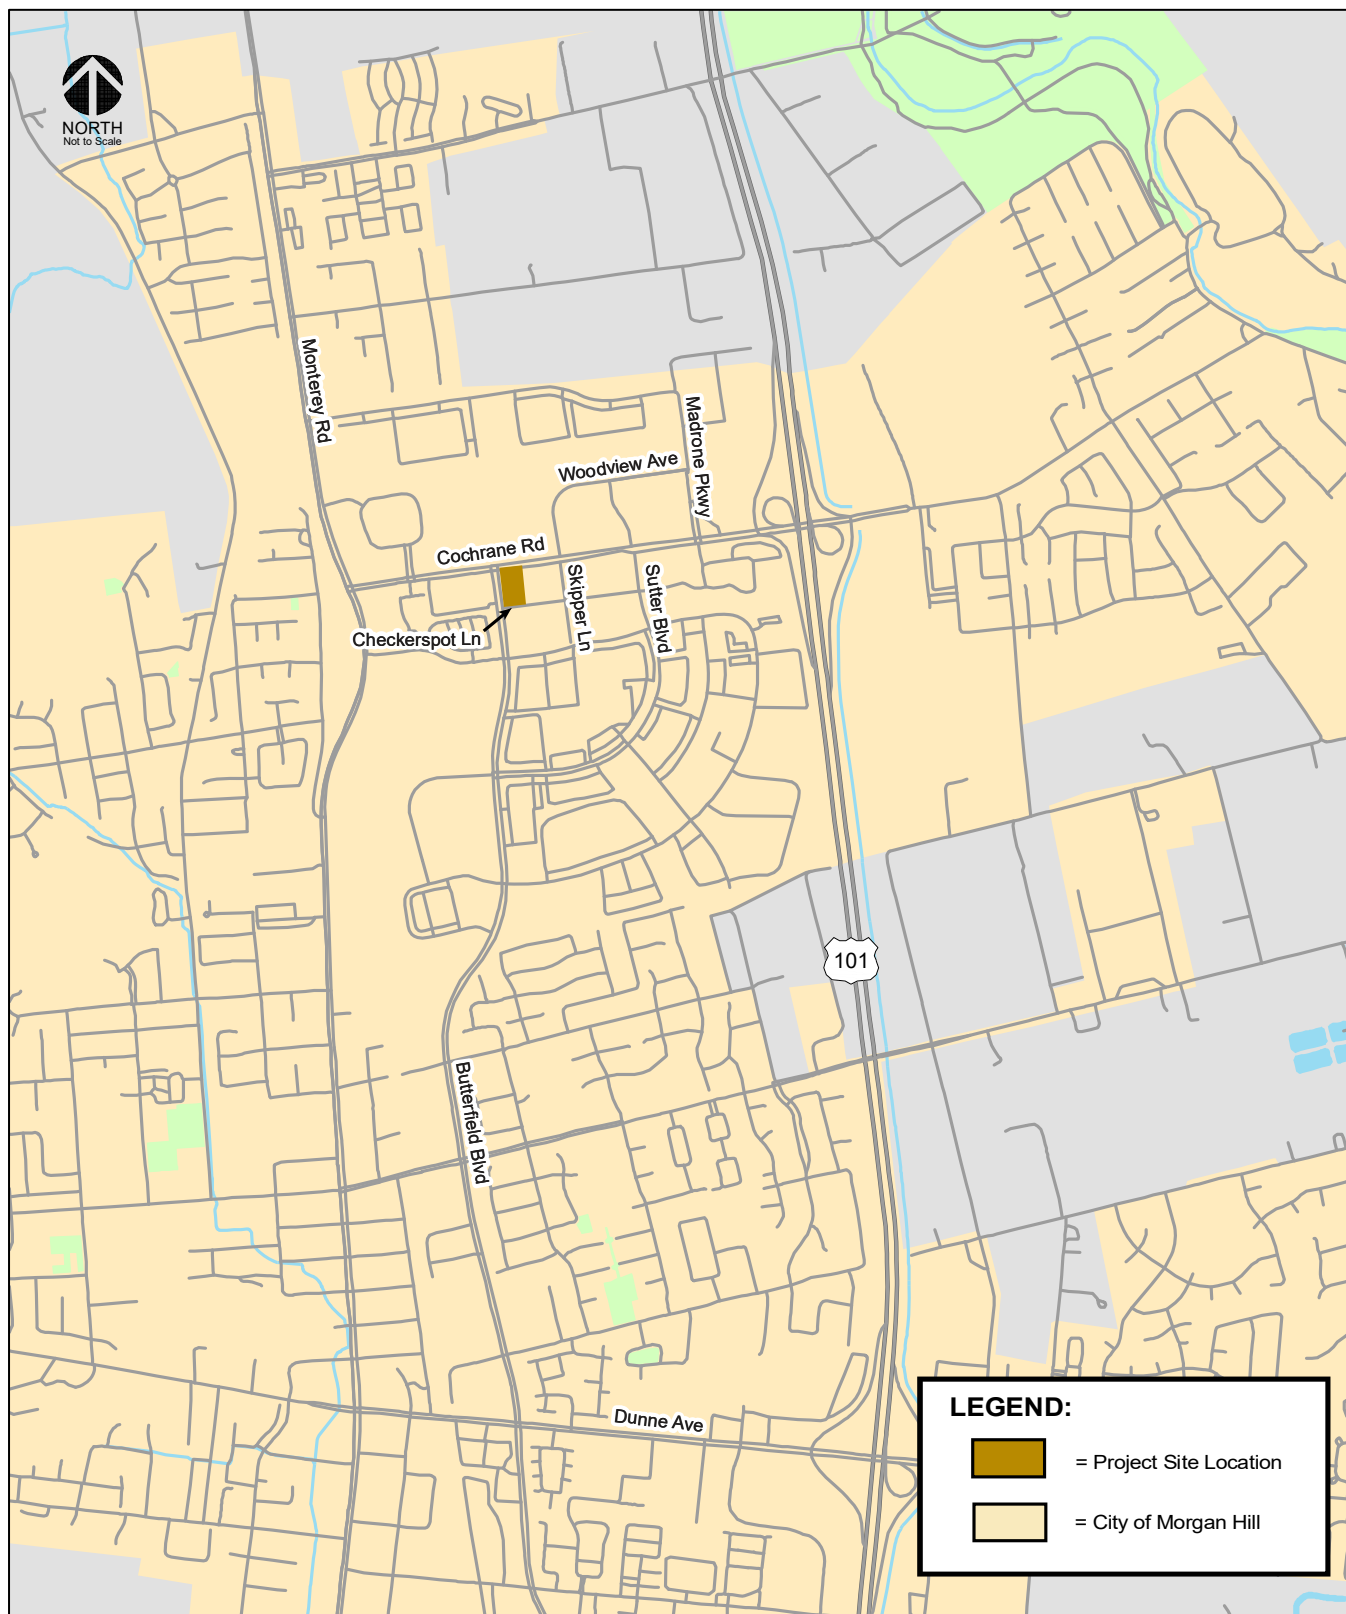 NORTH
Not to Scale
Monterey Rd
Madrone Pkwy
Woodview Ave
Cochrane Rd
Skipper Ln
Sutter Blvd
Checkerspot Ln
101
Butterfield Blvd
Dunne Ave
LEGEND:
= Project Site Location
= City of Morgan Hill